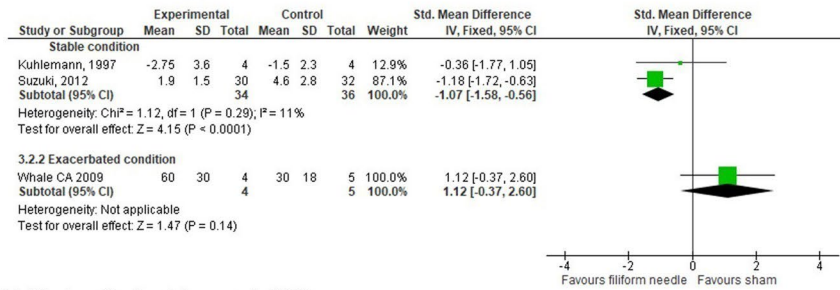 Experimental Control Std. Mean Difference Std. Mean Difference
Study or Subgroup Mean SD Total Mean SD Total Weight IV, Fixed, 95% CI IV, Fixed, 95% CI
Stable condition
Kuhlemann, 1997 -2.75 3.6 4 -1.5 2.3 4 12.9% -0.36 [-1.77, 1.05]
Suzuki, 2012 1.9 1.5 30 4.6 2.8 32 87.1% -1.18 [-1.72, -0.63]
Subtotal (95% CI) 34 36 100.0% -1.07 [-1.58, -0.56]
Heterogeneity: Chi² = 1.12, df = 1 (P = 0.29); I² = 11%
Test for overall effect: Z = 4.15 (P < 0.0001)
3.2.2 Exacerbated condition
Whale CA 2009 60 30 4 30 18 5 100.0% 1.12 [-0.37, 2.60]
Subtotal (95% CI) 4 5 100.0% 1.12 [-0.37, 2.60]
Heterogeneity: Not applicable
Test for overall effect: Z = 1.47 (P = 0.14)
-4 -2 0 2 4
Favours filiform needle Favours sham